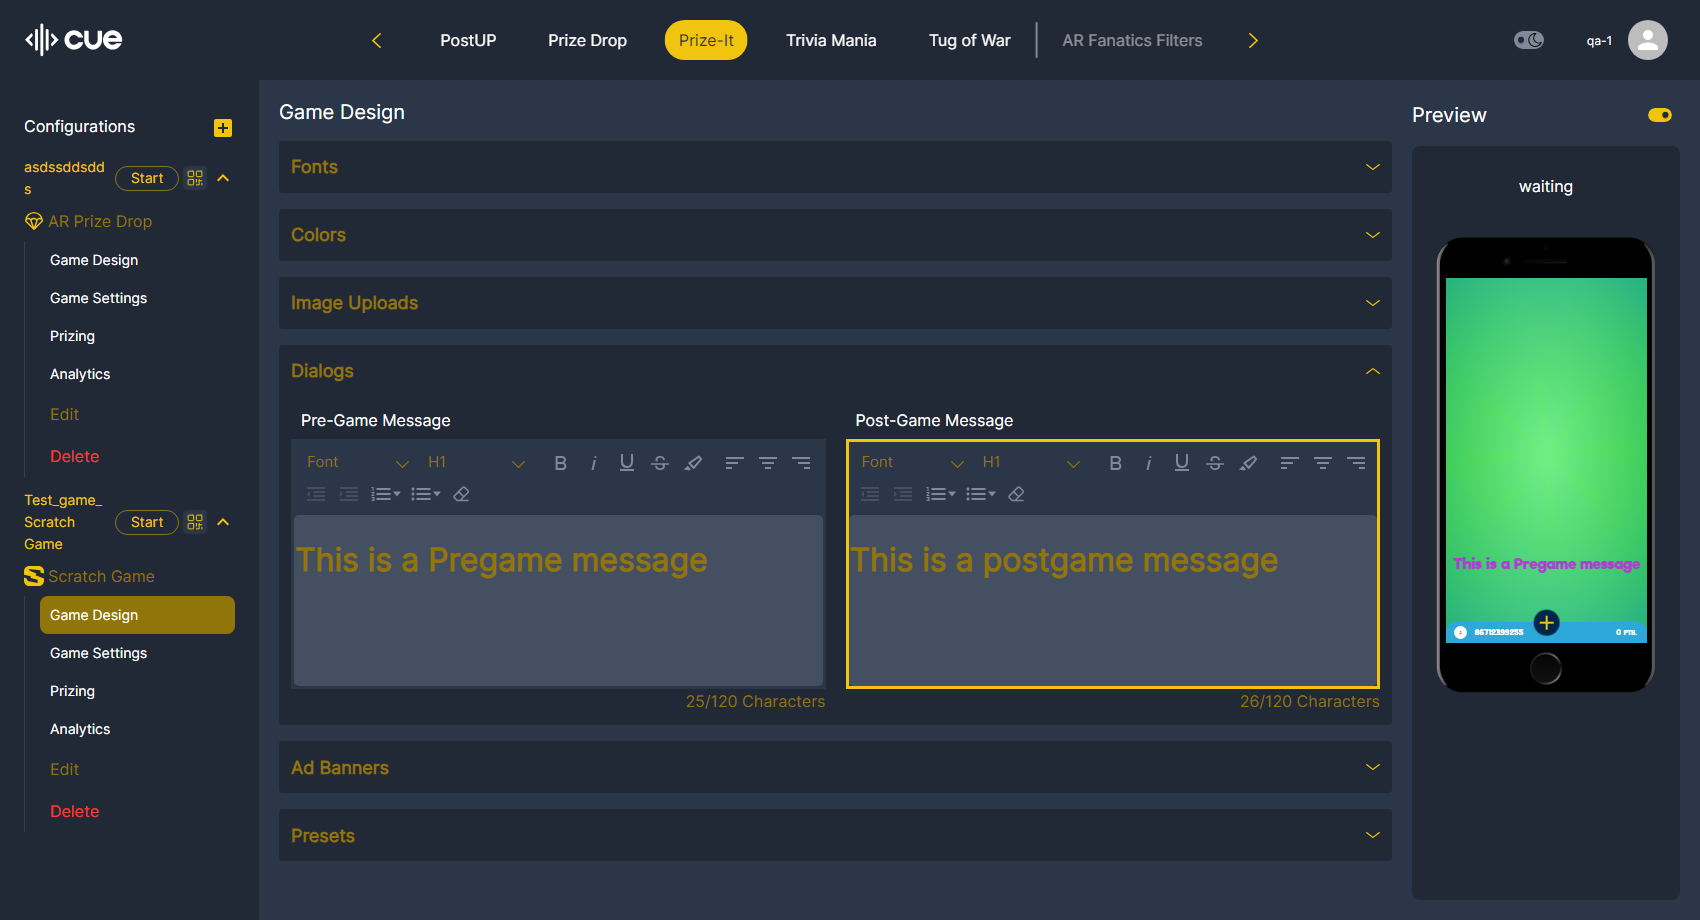 cue
PostUP
Prize Drop
Prize-It
Trivia Mania
Tug of War
AR Fanatics Filters
qa-1
Configurations
asdssddsdd
s
Start
AR Prize Drop
Game Design
Game Settings
Prizing
Analytics
Edit
Delete
Test_game_
Scratch
Game
Start
Scratch Game
Game Design
Game Settings
Prizing
Analytics
Edit
Delete
Game Design
Fonts
Colors
Image Uploads
Dialogs
Pre-Game Message
Font
H1
B i U S
This is a Pregame message
25/120 Characters
Post-Game Message
Font
H1
B i U S
This is a postgame message
26/120 Characters
Ad Banners
Presets
Preview
waiting
This is a Pregame message
86712399255
0 PTS.